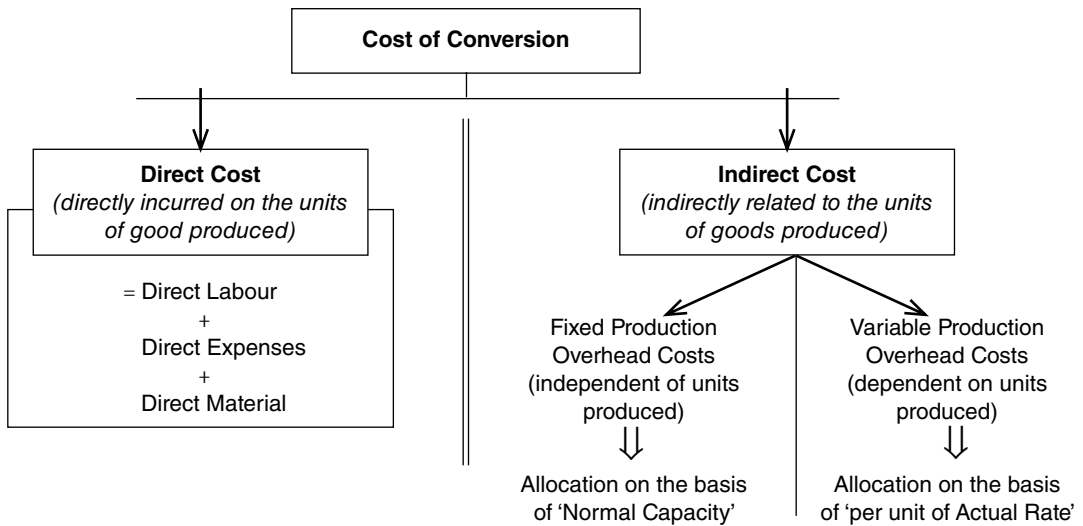 Cost of Conversion
Direct Cost
(directly incurred on the units
of good produced)
= Direct Labour
+
Direct Expenses
+
Direct Material
Indirect Cost
(indirectly related to the units
of goods produced)
Fixed Production
Overhead Costs
(independent of units
produced)
Allocation on the basis
of ‘Normal Capacity’
Variable Production
Overhead Costs
(dependent on units
produced)
Allocation on the basis
of ‘per unit of Actual Rate’